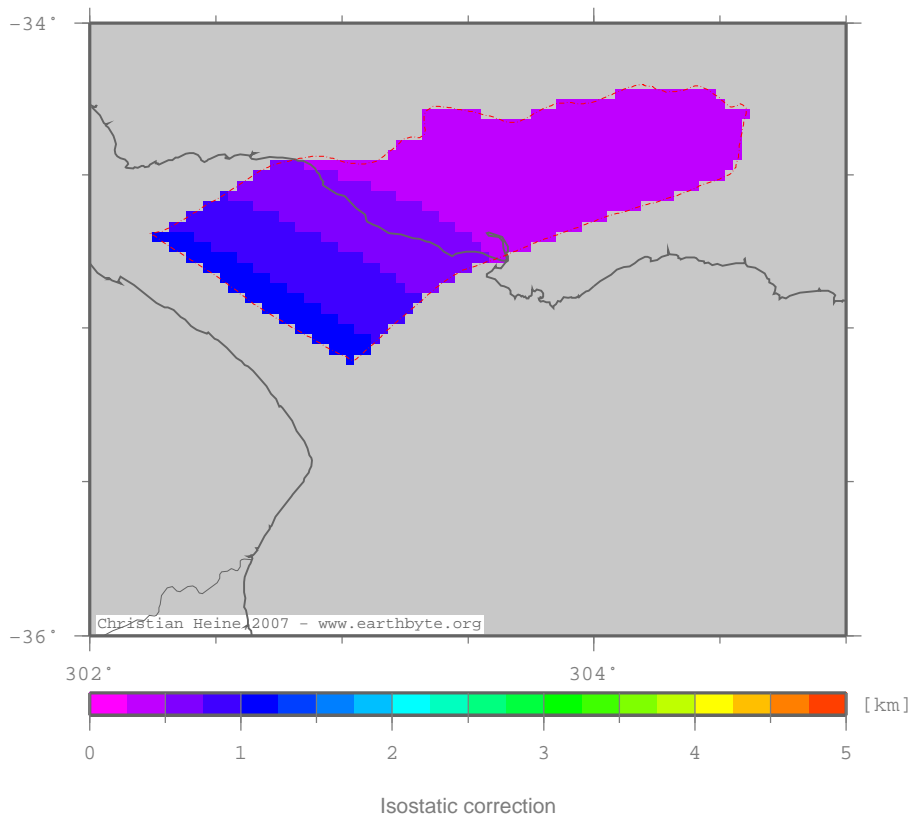 −34°
−36°
Christian Heine 2007 − www.earthbyte.org
302° 304°
[km]
0 1 2 3 4 5
Isostatic correction